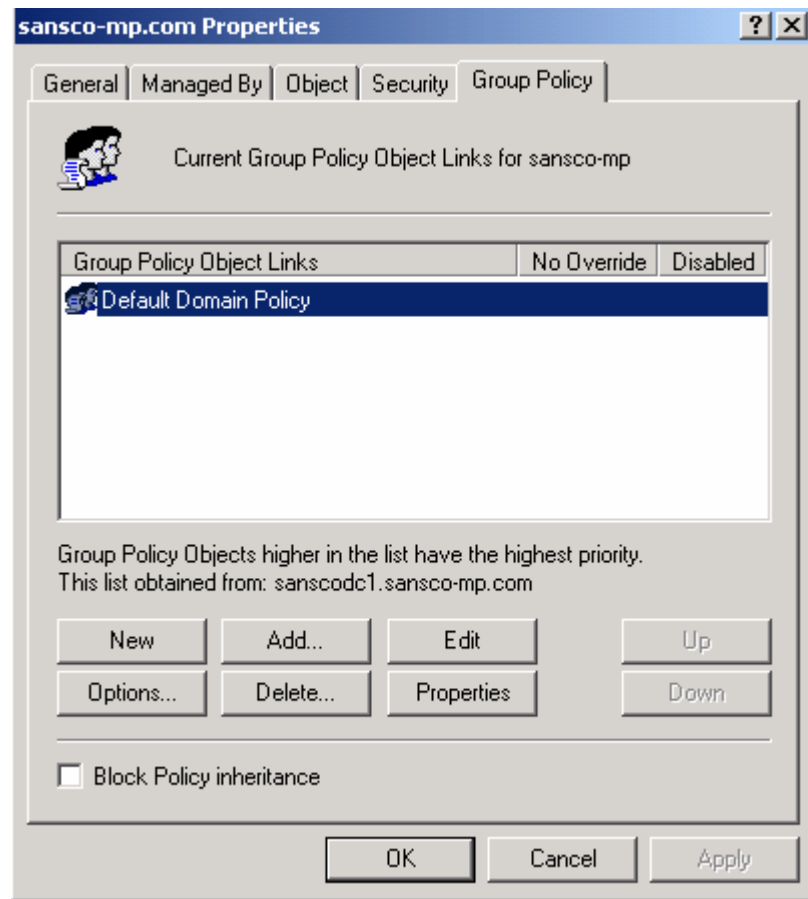 sansco-mp.com Properties
? X
General Managed By Object Security Group Policy
Current Group Policy Object Links for sansco-mp
Group Policy Object Links No Override Disabled
Default Domain Policy
Group Policy Objects higher in the list have the highest priority.
This list obtained from: sanscodc1.sansco-mp.com
New Add... Edit Up
Options... Delete... Properties Down
Block Policy inheritance
OK Cancel Apply